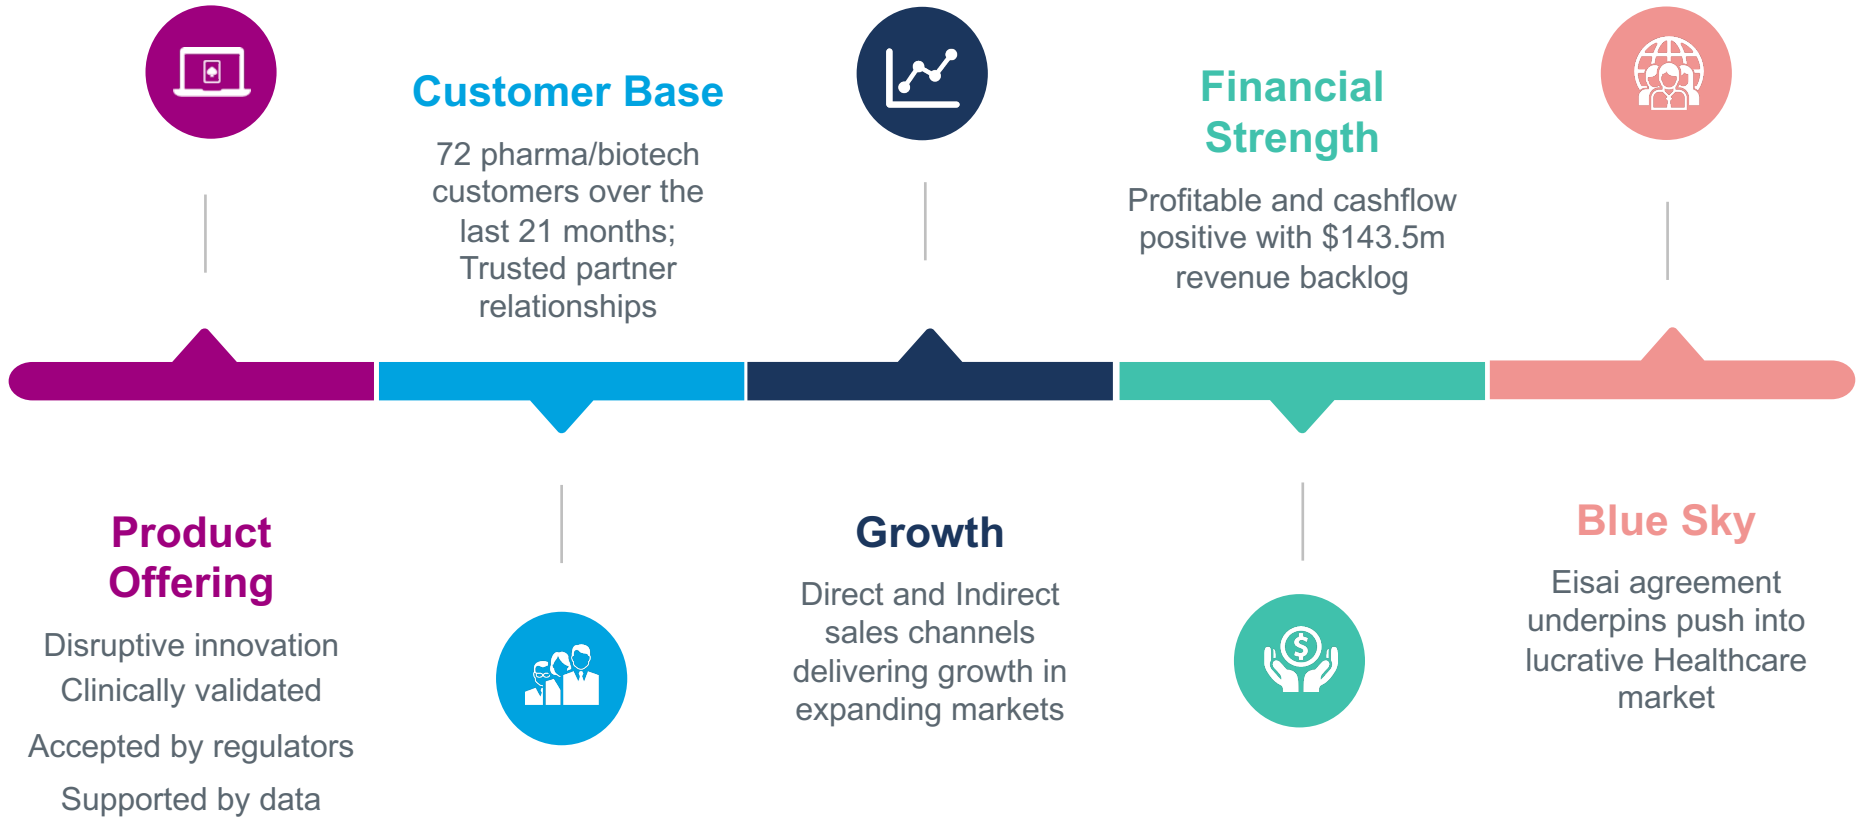 Product
Offering
Disruptive innovation
Clinically validated
Accepted by regulators
Supported by data
Customer Base
72 pharma/biotech
customers over the
last 21 months;
Trusted partner
relationships
Growth
Direct and Indirect
sales channels
delivering growth in
expanding markets
Financial
Strength
Profitable and cashflow
positive with $143.5m
revenue backlog
$
Blue Sky
Eisai agreement
underpins push into
lucrative Healthcare
market